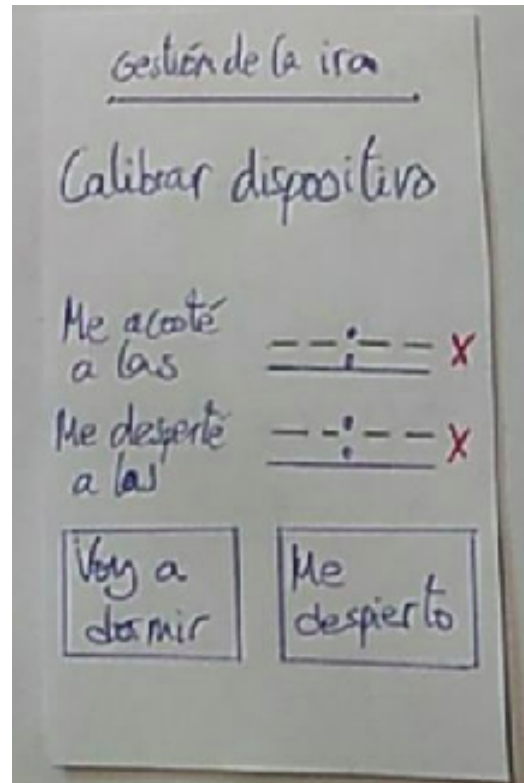 Gestión de la ira
Calibrar dispositivo
Me acosté
a las
--:-- X
Me desperté
a las
--:-- X
Voy a
dormir
Me
despierto